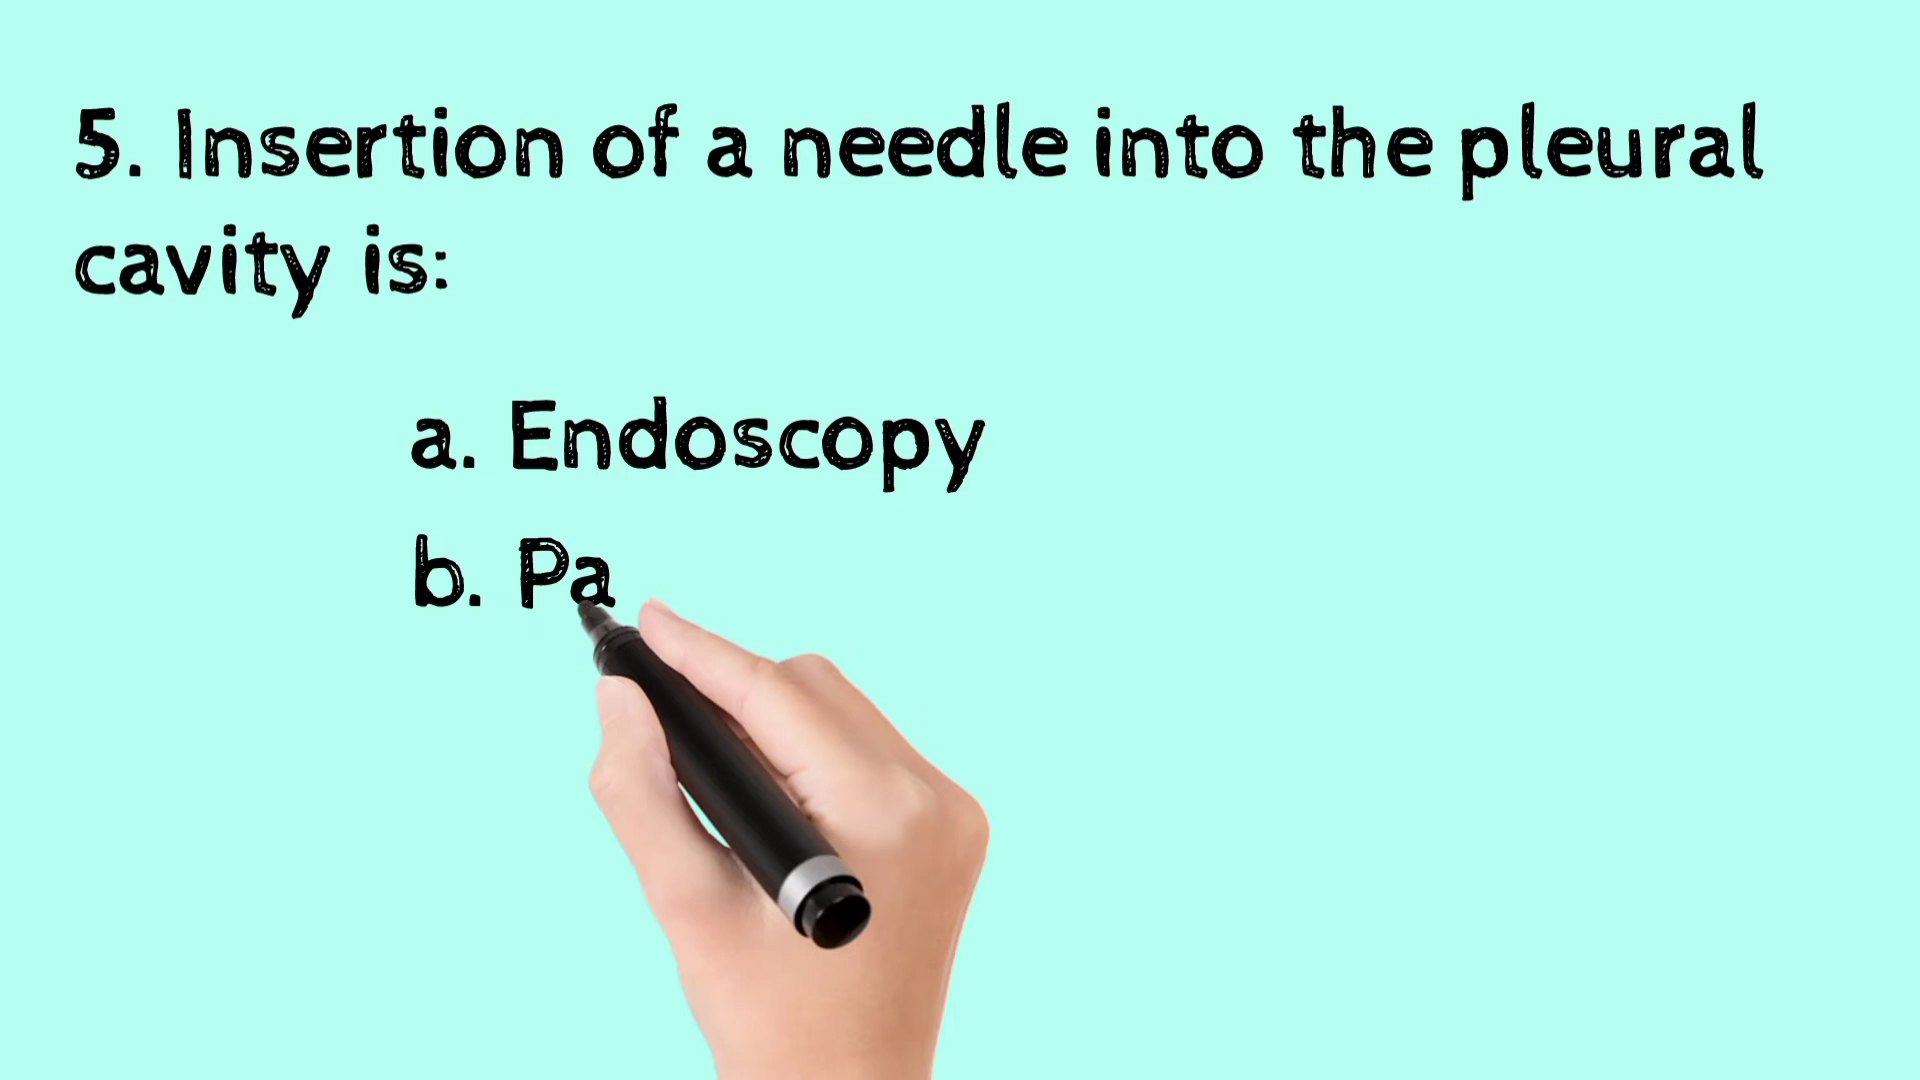 5. Insertion of a needle into the pleural
cavity is:
a. Endoscopy
b. Pa